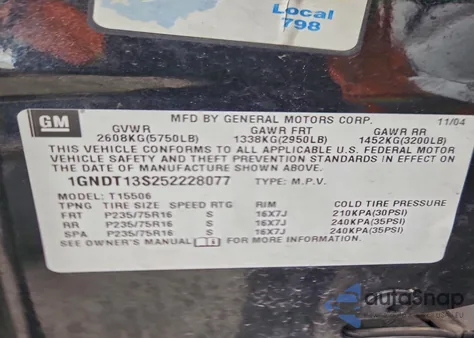 Local
798
GM
MFD BY GENERAL MOTORS CORP. 11/04
GVWR GAWR FRT GAWR RR
2608KG(5750LB) 1338KG(2950LB) 1452KG(3200LB)
THIS VEHICLE CONFORMS TO ALL APPLICABLE U.S. FEDERAL MOTOR
VEHICLE SAFETY AND THEFT PREVENTION STANDARDS IN EFFECT ON
THE DATE OF MANUFACTURE SHOWN ABOVE.
1GNDT13S252228077 TYPE: M.P.V.
MODEL: T15506
TPNG TIRE SIZE SPEED RTG RIM COLD TIRE PRESSURE
FRT P235/75R16 S 16X7J 210KPA(30PSI)
RR P235/75R16 S 16X7J 240KPA(35PSI)
SPA P235/75R16 S 16X7J 240KPA(35PSI)
SEE OWNER'S MANUAL FOR MORE INFORMATION.
autoSnap